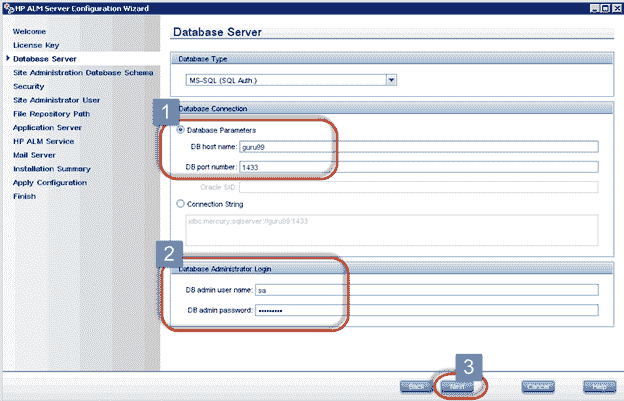 HP ALM Server Configuration Wizard
Welcome
License Key
Database Server
Site Administration Database Schema
Security
Site Administrator User
File Repository Path
Application Server
HP ALM Service
Mail Server
Installation Summary
Apply Configuration
Finish
Database Server
Database Type
MS-SQL (SQL Auth.)
1
Database Connection
Database Parameters
DB host name: guru99
DB port number: 1433
Oracle SID:
Connection String
jdbc:mercury:sqlserver://guru99:1433
2
Database Administrator Login
DB admin user name: sa
DB admin password: •••••••••
3
Back Next Cancel Help